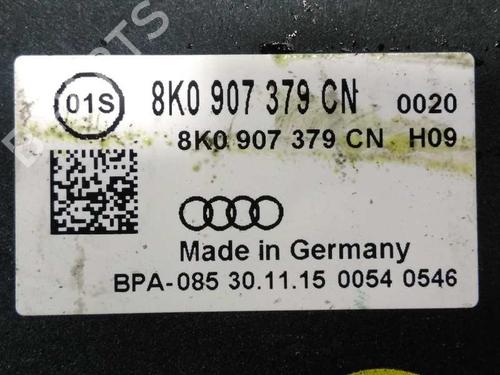 01S 8K0 907 379 CN 0020
8K0 907 379 CN H09
Made in Germany
BPA-085 30.11.15 0054 0546